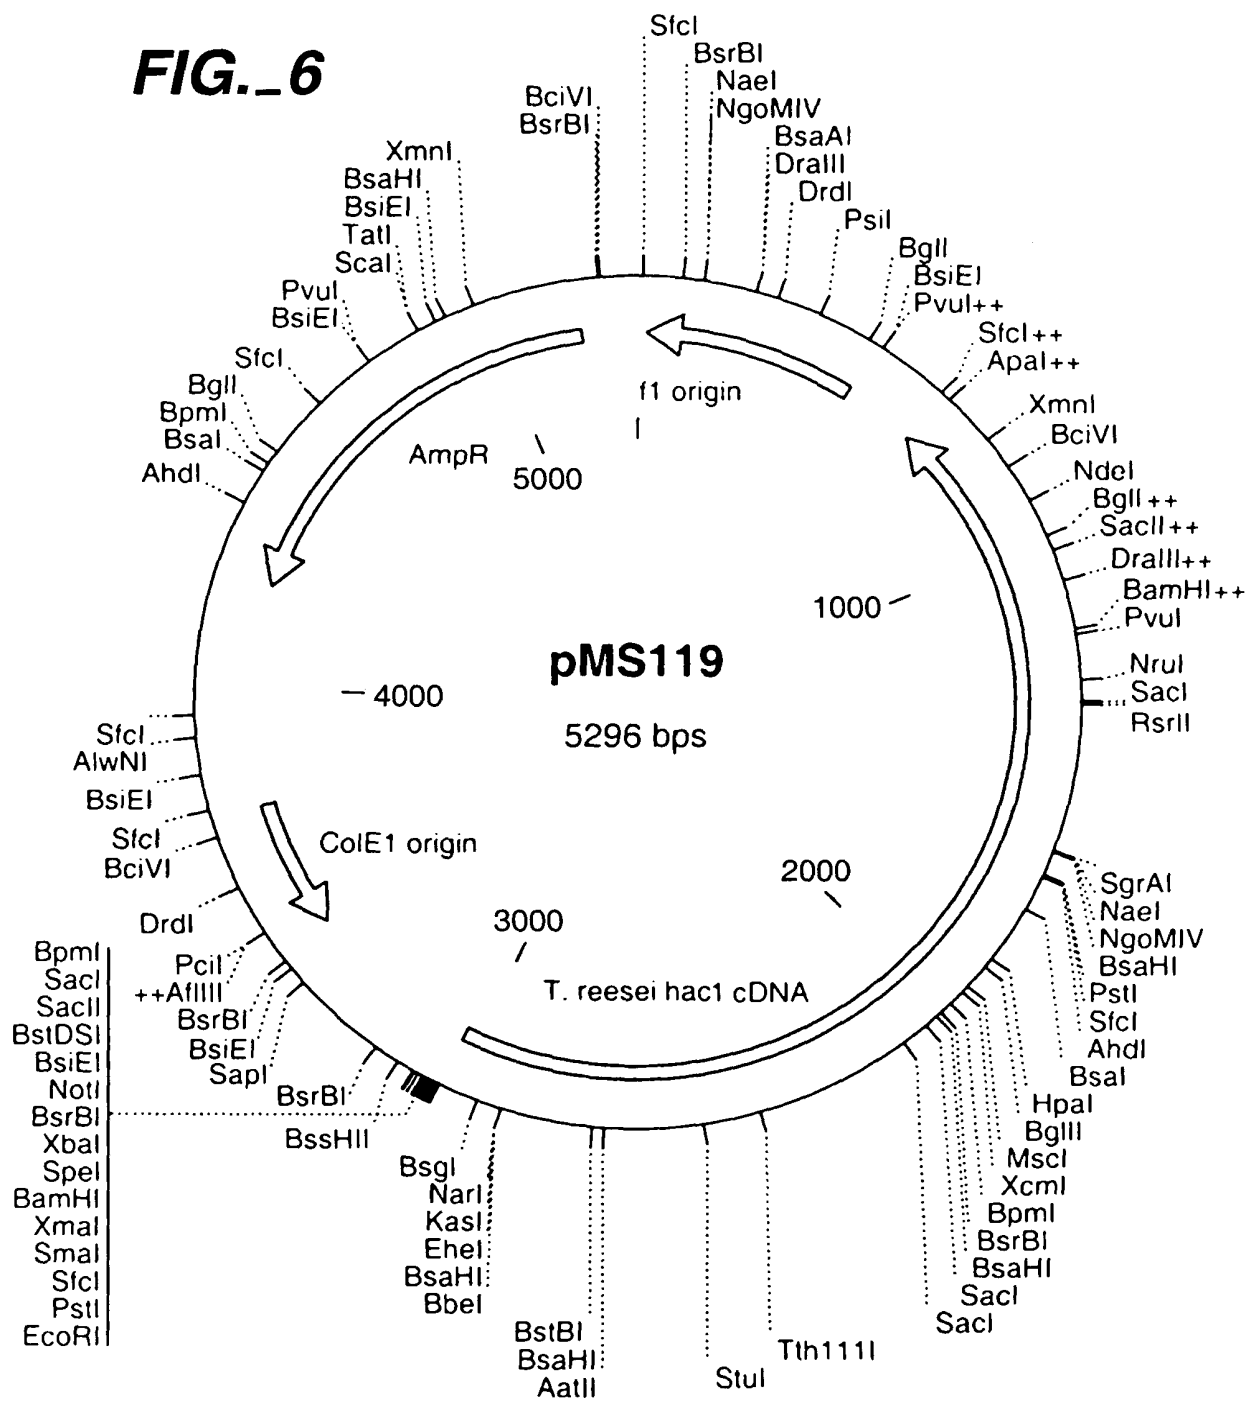 FIG._6
SfcI
BsrBI
NaeI
NgoMIV
BsaAI
DraIII
DrdI
PsiI
BglI
BsiEI
PvuI++
SfcI++
ApaI++
XmnI
BciVI
NdeI
BglI++
SacII++
DraIII++
BamHI++
PvuI
NruI
SacI
RsrII
SgrAI
NaeI
NgoMIV
BsaHI
PstI
SfcI
AhdI
BsaI
HpaI
BglII
MscI
XcmI
BpmI
BsrBI
BsaHI
SacI
SacI
Tth111I
StuI
BstBI
BsaHI
AatII
BsgI
NarI
KasI
EheI
BsaHI
BbeI
BssHII
BsrBI
BpmI
SacI
SacII
BstDSI
BsiEI
NotI
BsrBI
XbaI
SpeI
BamHI
XmaI
SmaI
SfcI
PstI
EcoRI
SapI
BsiEI
BsrBI
++AflIII
PciI
DrdI
BciVI
SfcI
BsiEI
AlwNI
SfcI
AhdI
BsaI
BpmI
BglI
SfcI
BsiEI
PvuI
ScaI
TatI
BsiEI
BsaHI
XmnI
BciVI
BsrBI
f1 origin
AmpR
5000
1000
pMS119
5296 bps
4000
ColE1 origin
2000
3000
T. reesei hac1 cDNA